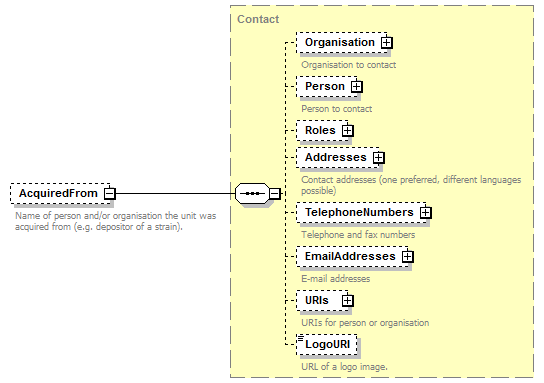 Contact
Organisation
Organisation to contact
Person
Person to contact
Roles
Addresses
Contact addresses (one preferred, different languages
possible)
AcquiredFrom
Name of person and/or organisation the unit was
acquired from (e.g. depositor of a strain).
TelephoneNumbers
Telephone and fax numbers
EmailAddresses
E-mail addresses
URIs
URIs for person or organisation
LogoURI
URL of a logo image.